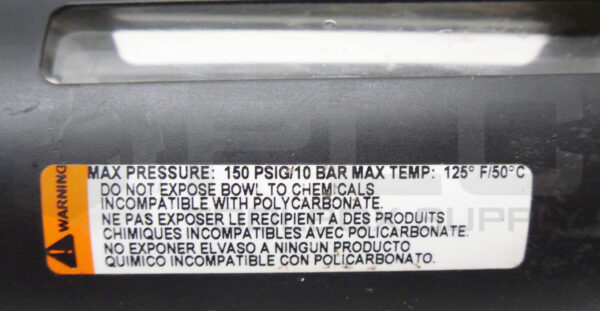 WARNING
MAX PRESSURE: 150 PSIG/10 BAR MAX TEMP: 125° F/50°C
DO NOT EXPOSE BOWL TO CHEMICALS
INCOMPATIBLE WITH POLYCARBONATE.
NE PAS EXPOSER LE RECIPIENT A DES PRODUITS
CHIMIQUES INCOMPATIBLES AVEC POLICARBONATE.
NO EXPONER ELVASO A NINGUN PRODUCTO
QUIMICO INCOMPATIBLE CON POLICARBONATO.
SUPPLY